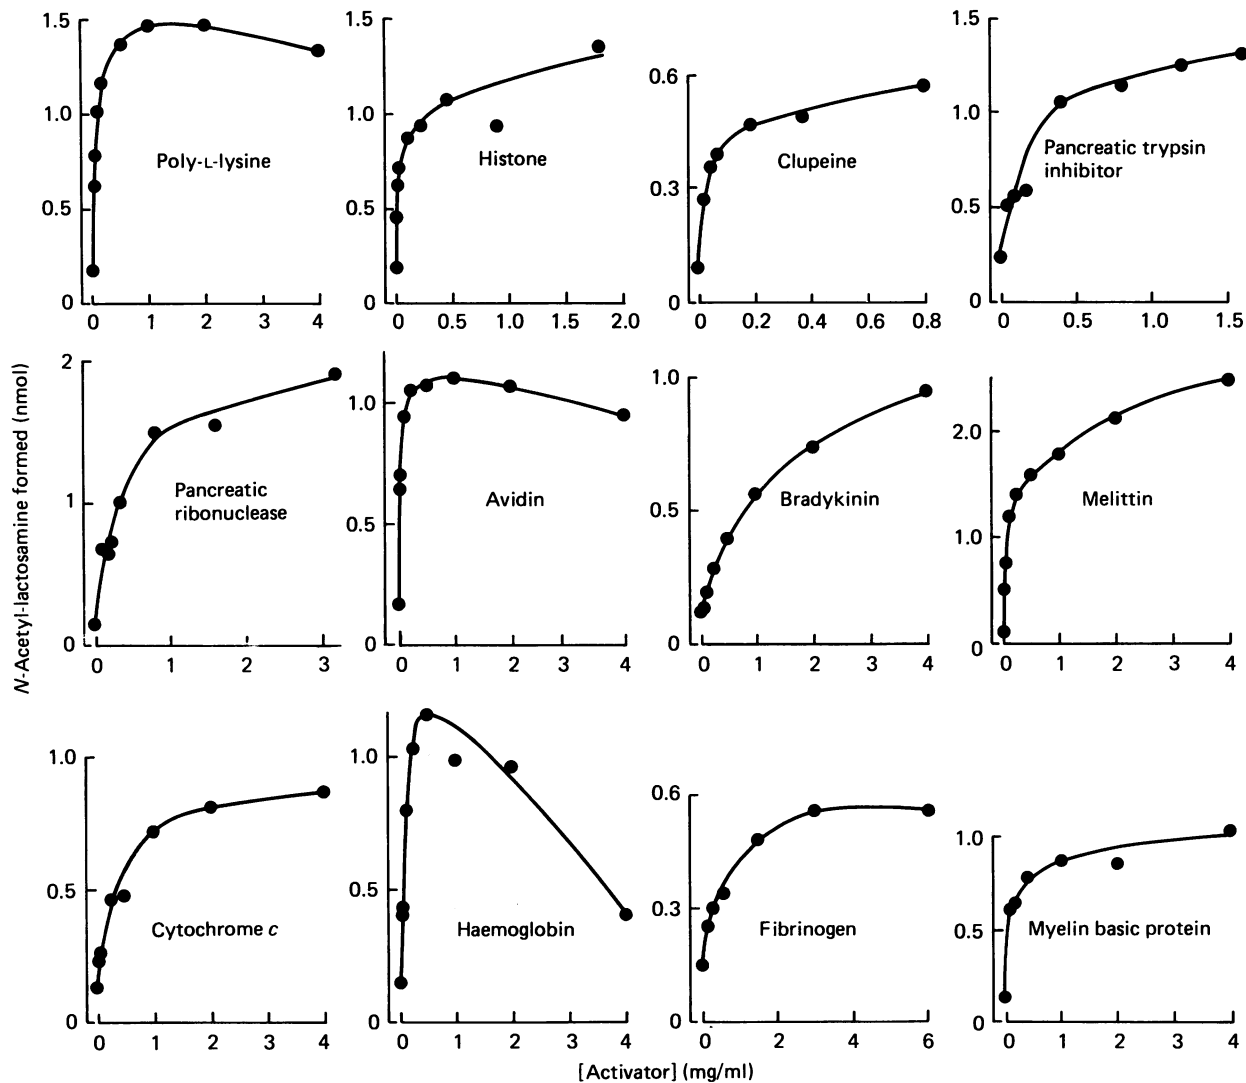 1.5
1.0
0.5
0
0 1 2 3 4
Poly-L-lysine
1.5
1.0
0.5
0
0 0.5 1.0 1.5 2.0
Histone
0.6
0.3
0
0 0.2 0.4 0.6 0.8
Clupeine
1.5
1.0
0.5
0
0 0.5 1.0 1.5
Pancreatic trypsin
inhibitor
N-Acetyl-lactosamine formed (nmol)
2
1
0
0 1 2 3
Pancreatic
ribonuclease
1.0
0.5
0
0 1 2 3 4
Avidin
1.0
0.5
0
0 1 2 3 4
Bradykinin
2.0
1.0
0
0 1 2 3 4
Melittin
1.0
0.5
0
0 1 2 3 4
Cytochrome c
1.0
0.5
0
0 1 2 3 4
Haemoglobin
0.6
0.3
0
0 2 4 6
Fibrinogen
1.0
0.5
0
0 1 2 3 4
Myelin basic protein
[Activator] (mg/ml)